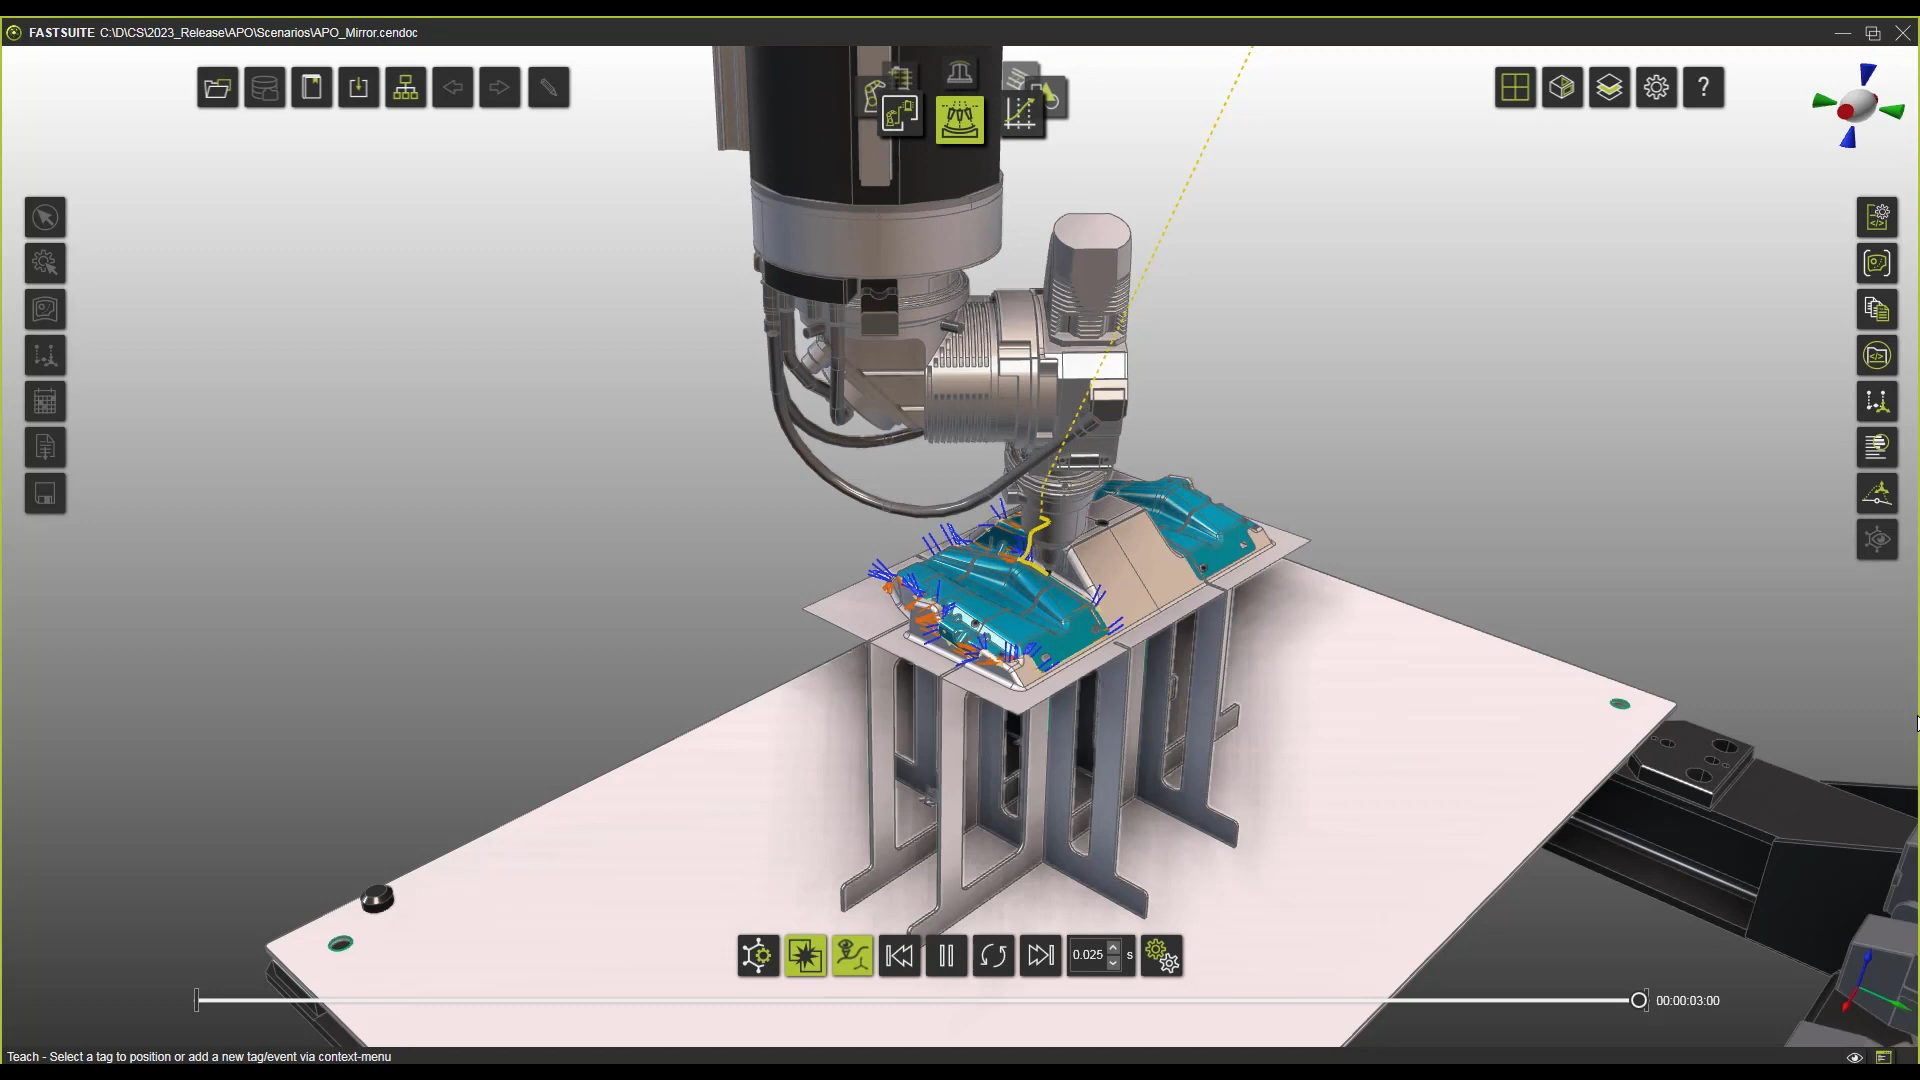 FASTSUITE C:\D\CS\2023_Release\APO\Scenarios\APO_Mirror.cendoc
?
0.025 s
00:00:03:00
Teach - Select a tag to position or add a new tag/event via context-menu